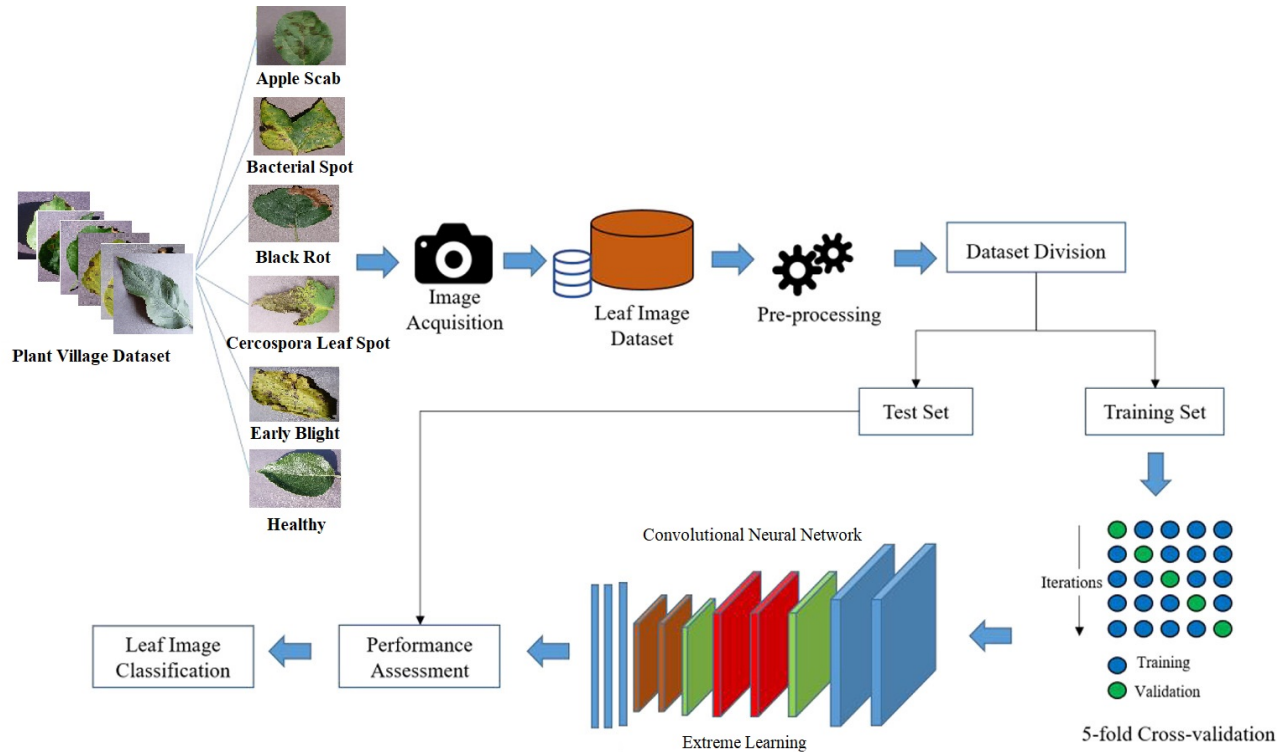 Apple Scab
Bacterial Spot
Black Rot
Cercospora Leaf Spot
Early Blight
Healthy
Plant Village Dataset
Image
Acquisition
Leaf Image
Dataset
Pre-processing
Dataset Division
Test Set
Training Set
Iterations
Training
Validation
5-fold Cross-validation
Convolutional Neural Network
Extreme Learning
Performance
Assessment
Leaf Image
Classification